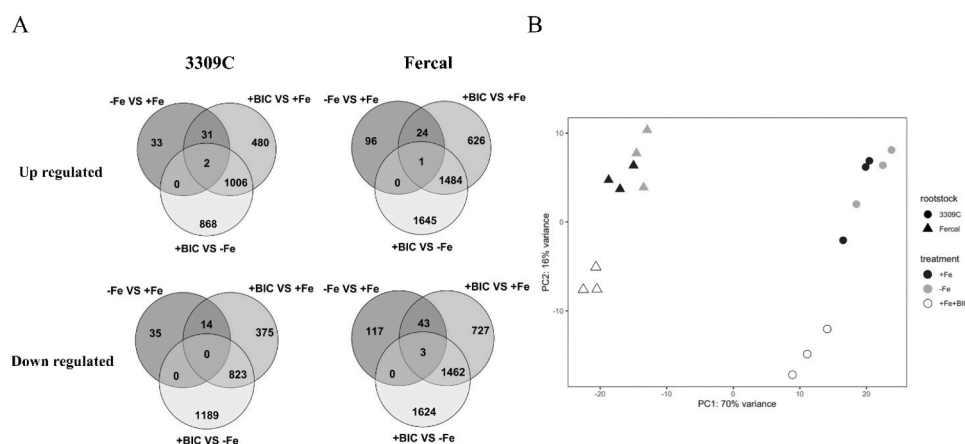 A
B
3309C
Fercal
-Fe VS +Fe
+BIC VS +Fe
-Fe VS +Fe
+BIC VS +Fe
33
31
480
96
24
626
Up regulated
2
1
0
1006
0
1484
868
1645
+BIC VS -Fe
+BIC VS -Fe
-Fe VS +Fe
+BIC VS +Fe
-Fe VS +Fe
+BIC VS +Fe
35
14
375
117
43
727
Down regulated
0
3
0
823
0
1462
1189
1624
+BIC VS -Fe
+BIC VS -Fe
10
0
-10
PC2: 16% variance
-20
-10
0
10
20
PC1: 70% variance
rootstock
3309C
Fercal
treatment
+Fe
-Fe
+Fe+BI